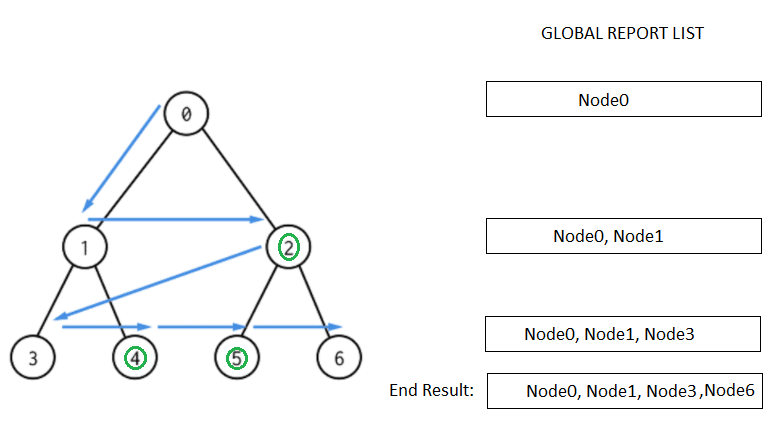 GLOBAL REPORT LIST
Node0
0
Node0, Node1
1
2
Node0, Node1, Node3
3
4
5
6
End Result:
Node0, Node1, Node3,Node6